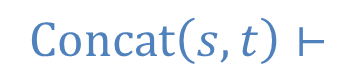 Concat(s, t) ⊢